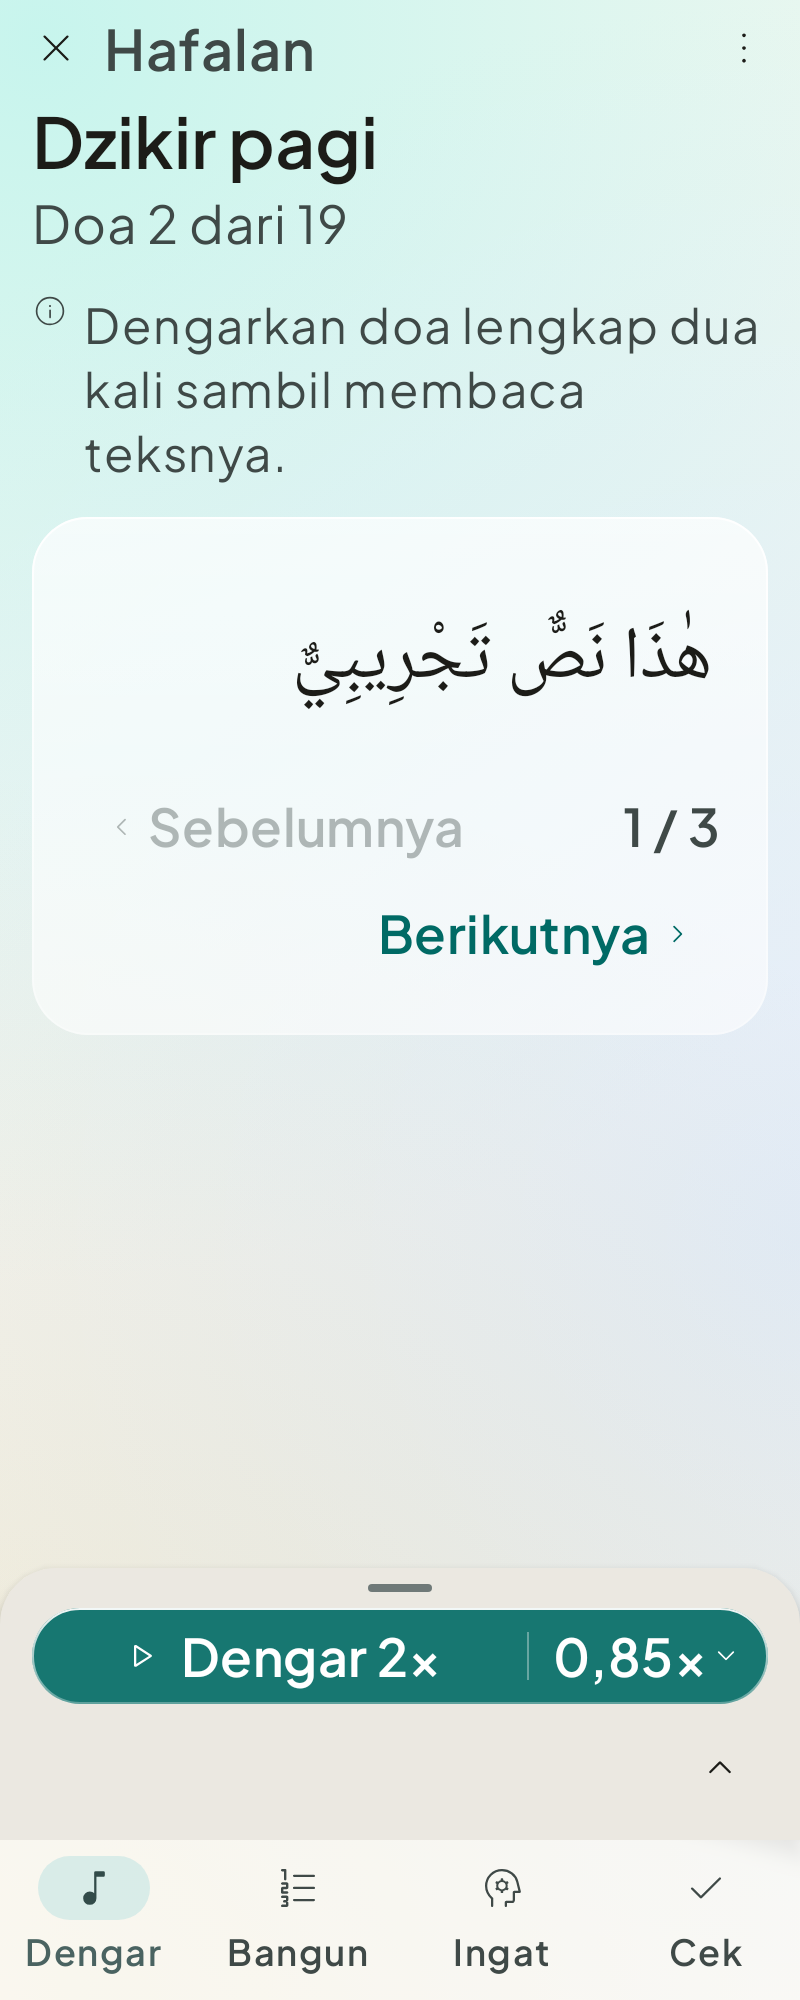 Hafalan
Dzikir pagi
Doa 2 dari 19
Dengarkan doa lengkap dua
kali sambil membaca
teksnya.
هٰذَا نَصٌّ تَجْرِيبِيٌّ
Sebelumnya
1 / 3
Berikutnya
Dengar 2×
0,85×
Dengar
Bangun
Ingat
Cek